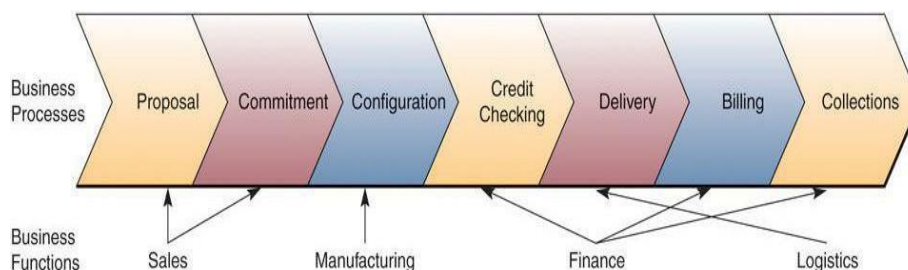 Business
Processes
Proposal
Commitment
Configuration
Credit
Checking
Delivery
Billing
Collections
Business
Functions
Sales
Manufacturing
Finance
Logistics